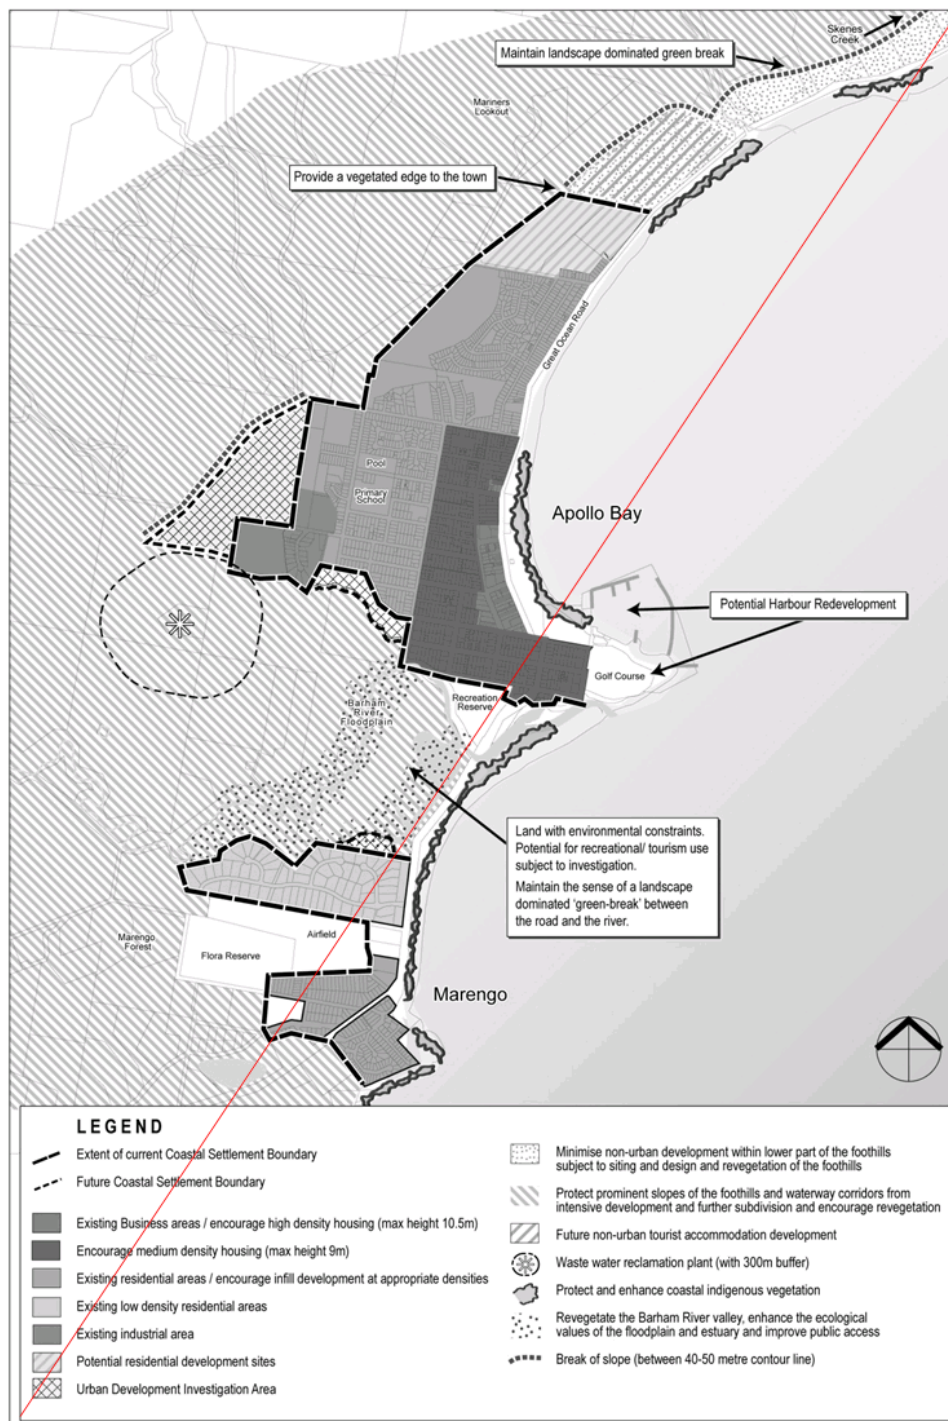 Skenes
Creek
Maintain landscape dominated green break
Mariners
Lookout
Provide a vegetated edge to the town
Great Ocean Road
Pool
Primary
School
Apollo Bay
Potential Harbour Redevelopment
Golf Course
Recreation
Reserve
Barham
River
Floodplain
Land with environmental constraints.
Potential for recreational/ tourism use
subject to investigation.
Maintain the sense of a landscape
dominated 'green-break' between
the road and the river.
Airfield
Marengo
Forest
Flora Reserve
Marengo
LEGEND
Extent of current Coastal Settlement Boundary
Future Coastal Settlement Boundary
Existing Business areas / encourage high density housing (max height 10.5m)
Encourage medium density housing (max height 9m)
Existing residential areas / encourage infill development at appropriate densities
Existing low density residential areas
Existing industrial area
Potential residential development sites
Urban Development Investigation Area
Minimise non-urban development within lower part of the foothills
subject to siting and design and revegetation of the foothills
Protect prominent slopes of the foothills and waterway corridors from
intensive development and further subdivision and encourage revegetation
Future non-urban tourist accommodation development
Waste water reclamation plant (with 300m buffer)
Protect and enhance coastal indigenous vegetation
Revegetate the Barham River valley, enhance the ecological
values of the floodplain and estuary and improve public access
Break of slope (between 40-50 metre contour line)